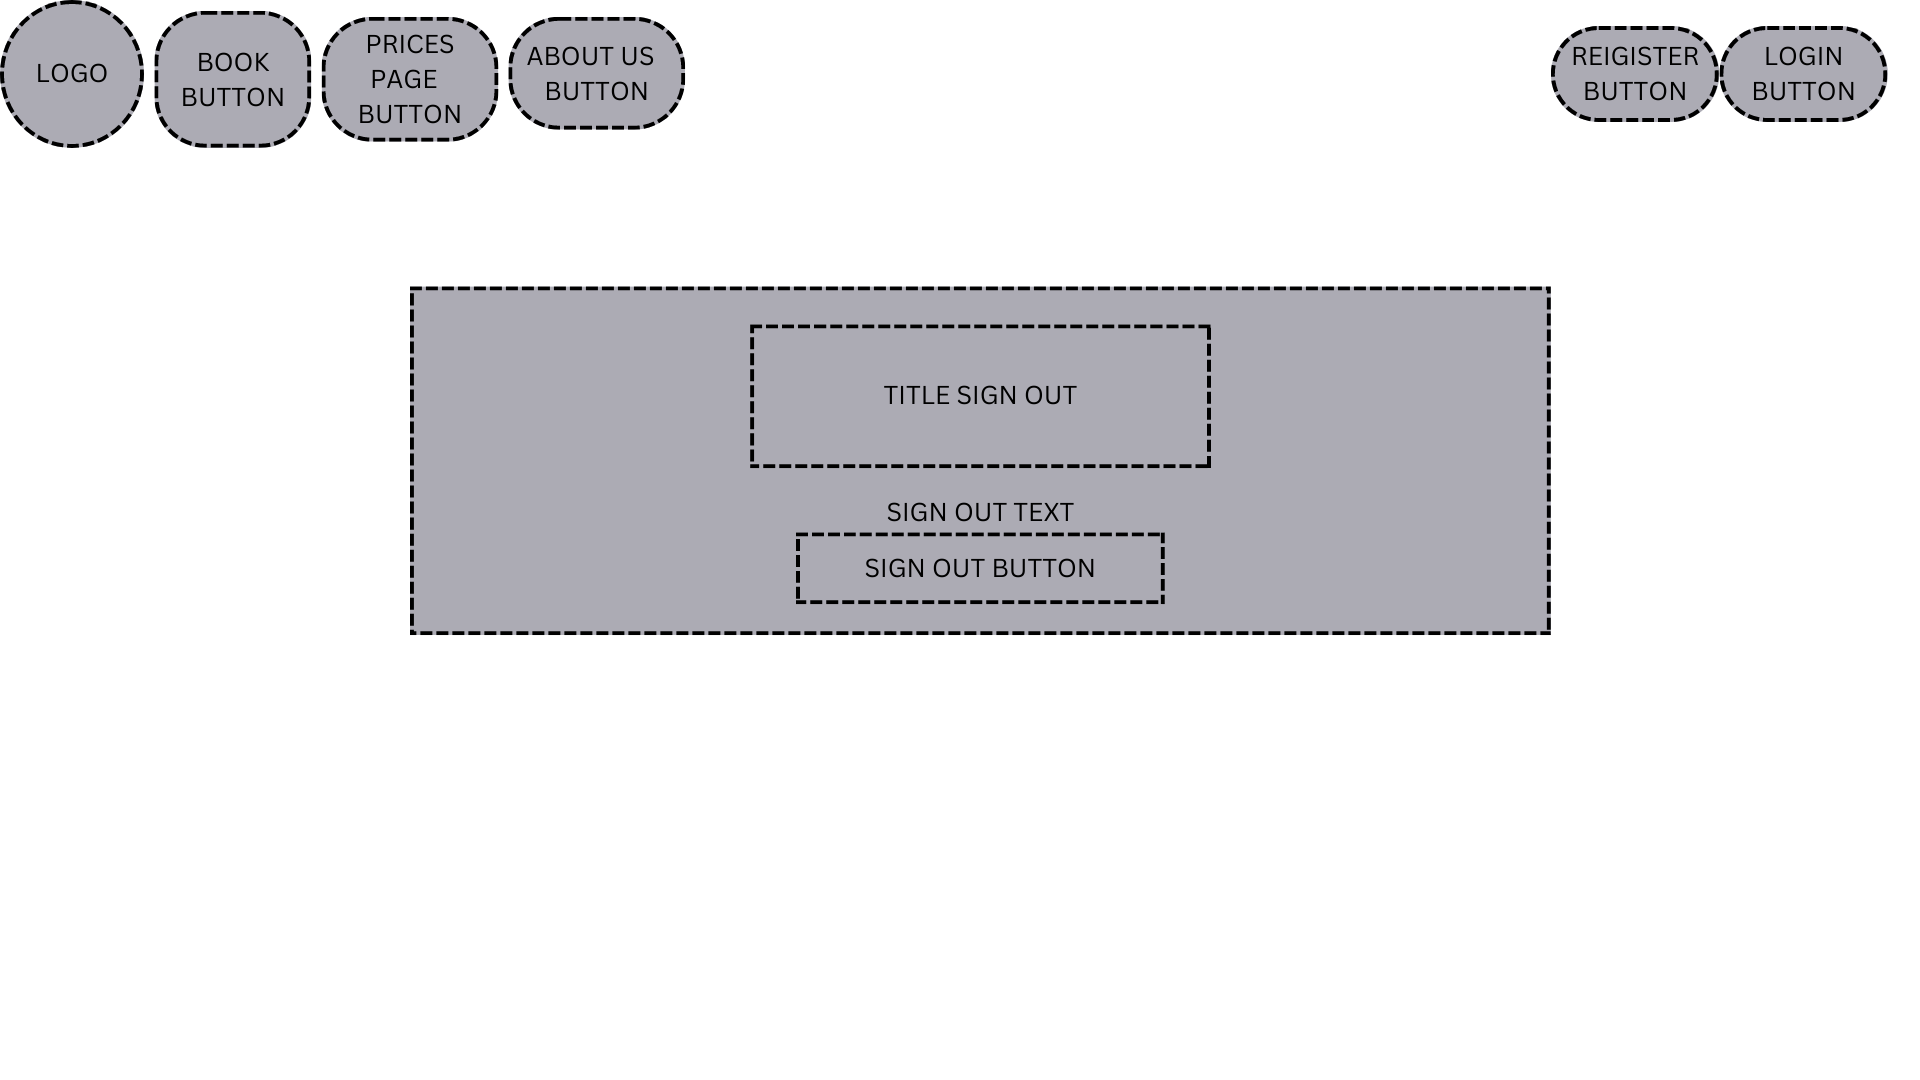 LOGO
BOOK
BUTTON
PRICES
PAGE
BUTTON
ABOUT US
BUTTON
REIGISTER
BUTTON
LOGIN
BUTTON
TITLE SIGN OUT
SIGN OUT TEXT
SIGN OUT BUTTON